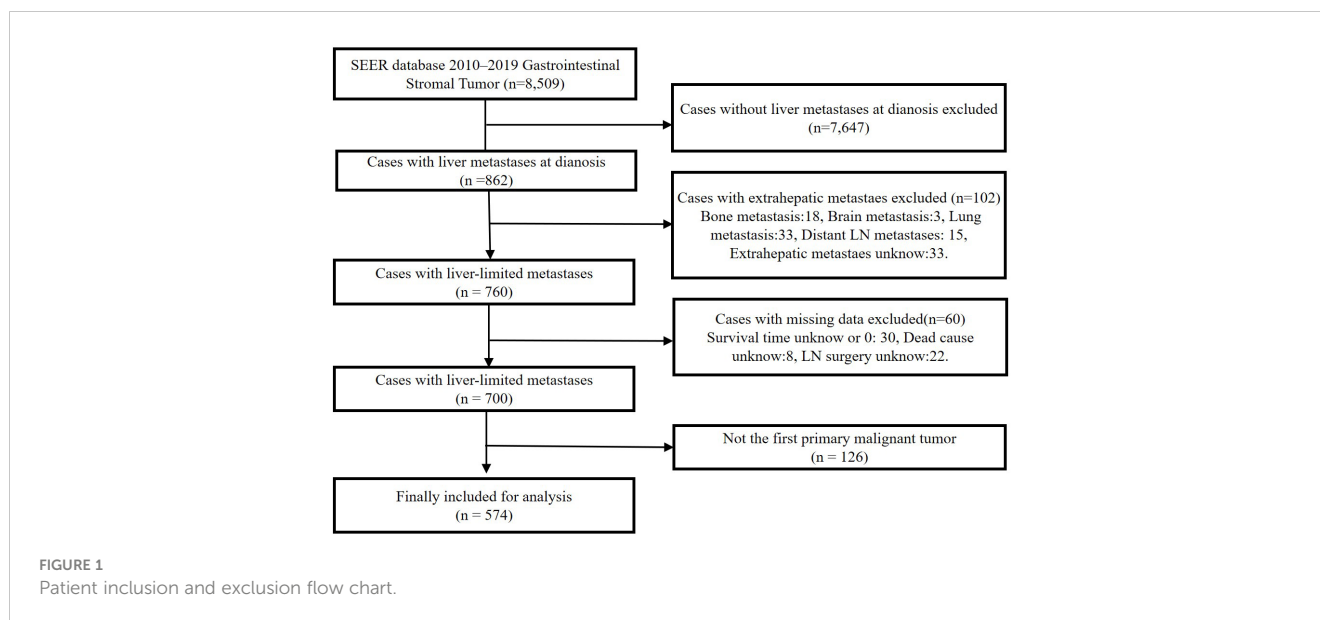 SEER database 2010–2019 Gastrointestinal
Stromal Tumor (n=8,509)
Cases without liver metastases at dianosis excluded
(n=7,647)
Cases with liver metastases at dianosis
(n =862)
Cases with extrahepatic metastaes excluded (n=102)
Bone metastasis:18, Brain metastasis:3, Lung
metastasis:33, Distant LN metastases: 15,
Extrahepatic metastaes unknow:33.
Cases with liver-limited metastases
(n = 760)
Cases with missing data excluded(n=60)
Survival time unknow or 0: 30, Dead cause
unknow:8, LN surgery unknow:22.
Cases with liver-limited metastases
(n = 700)
Not the first primary malignant tumor
(n = 126)
Finally included for analysis
(n = 574)
FIGURE 1
Patient inclusion and exclusion flow chart.